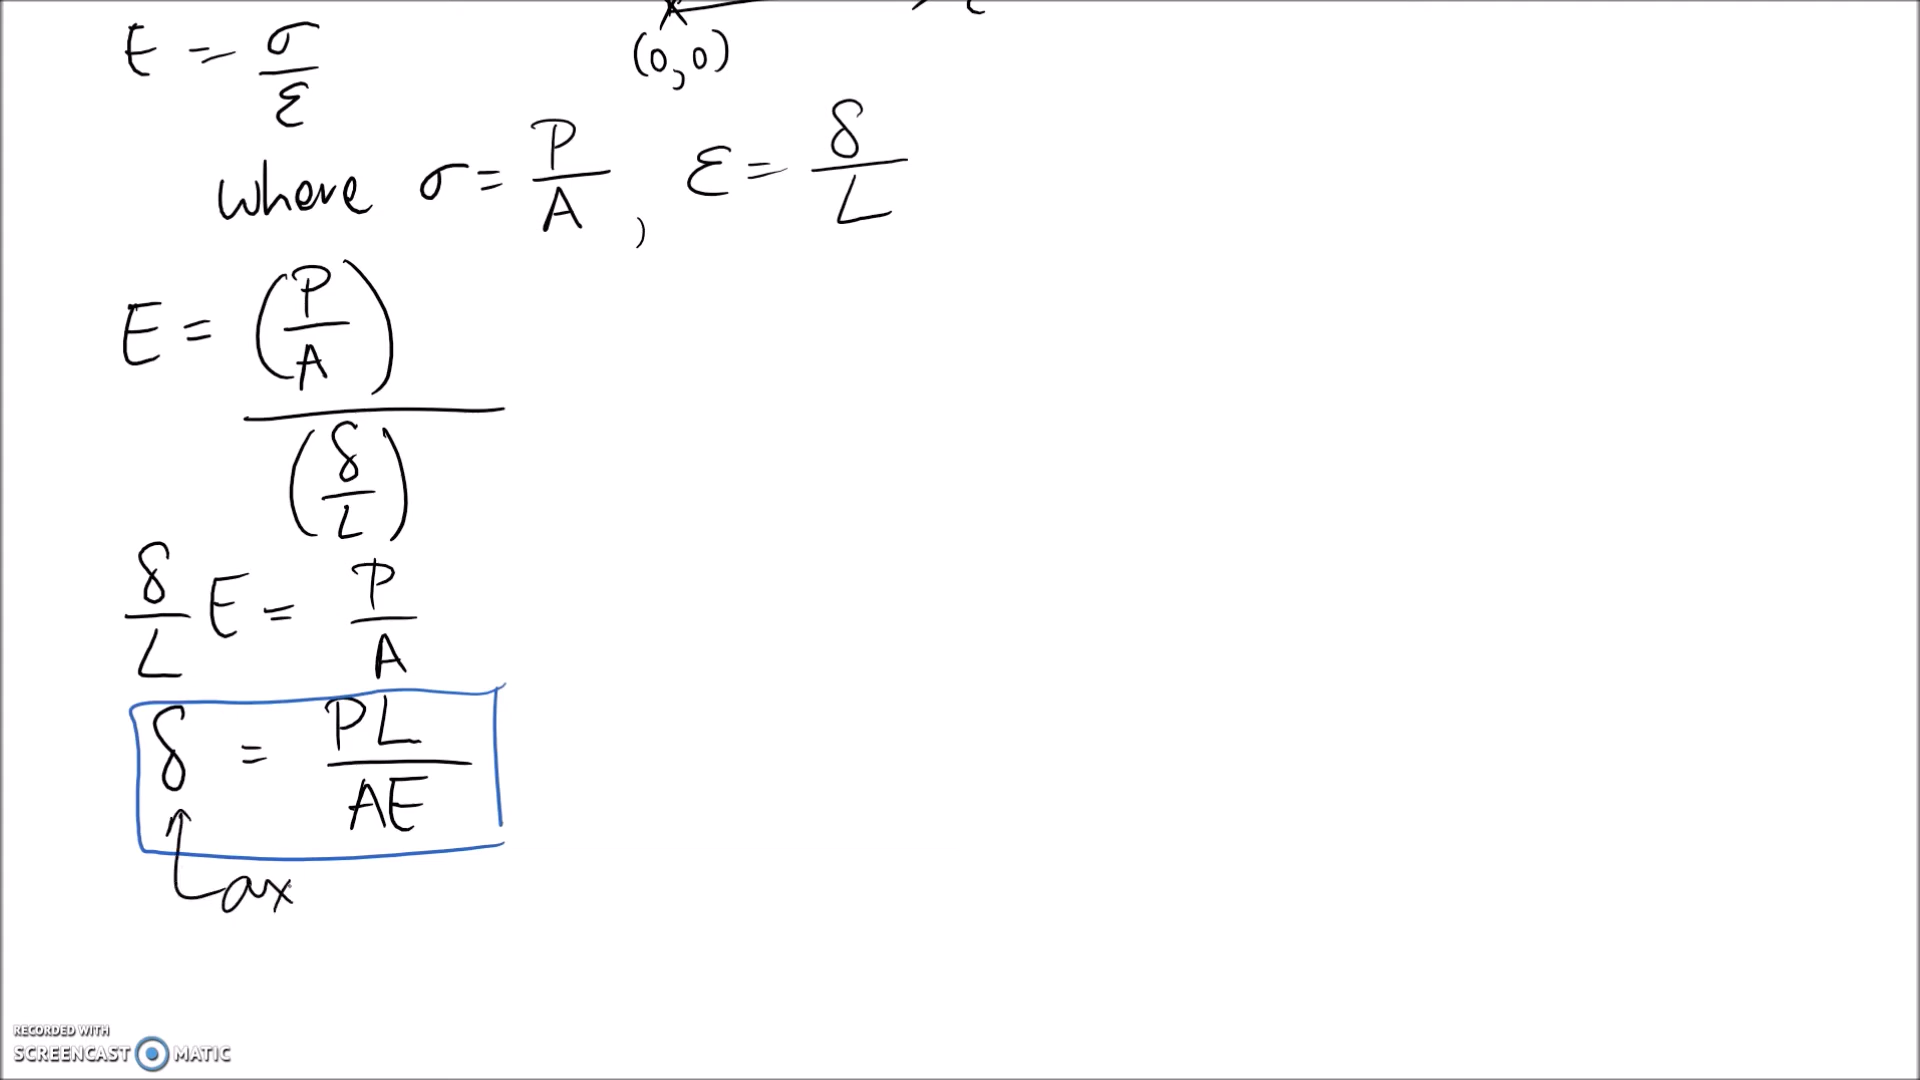 E = σ/ε
(0,0)
where σ = P/A , ε = δ/L
E = (P/A)/(δ/L)
δ/L E = P/A
δ = PL/AE
ax
RECORDED WITH
SCREENCAST MATIC